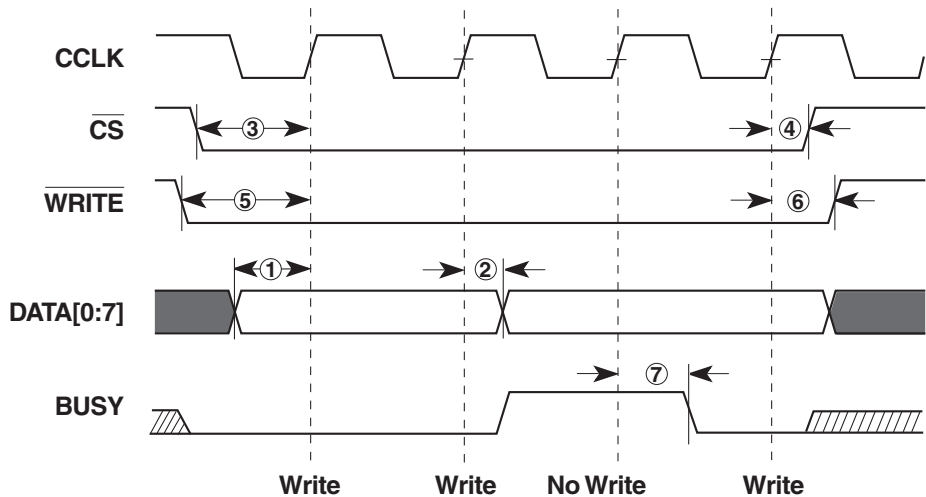 CCLK
CS
③ ④
WRITE
⑤ ⑥
① ②
DATA[0:7]
⑦
BUSY
Write Write No Write Write